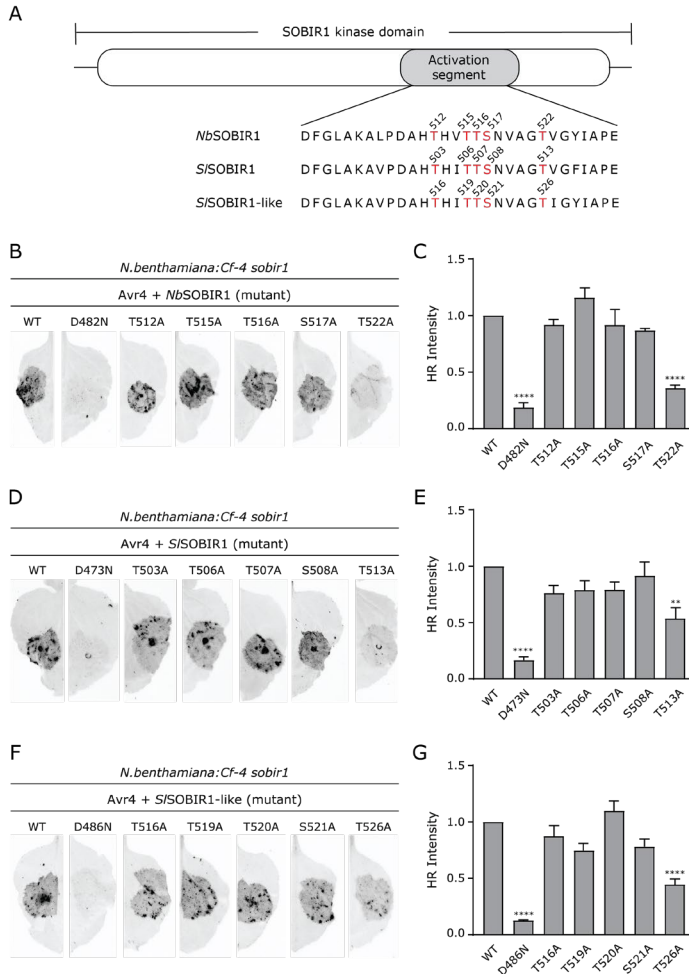 A
SOBIR1 kinase domain
Activation
segment
512 515 516 517 522
NbSOBIR1 DFGLAKALPDAHTHVTTSNVAGTVGYIAPE
503 506 507 508 513
SlSOBIR1 DFGLAKAVPDAHTHITTSNVAGTVGFIAPE
516 519 520 521 526
SlSOBIR1-like DFGLAKAVPDAHTHITTSNVAGTIGYIAPE
B
N.benthamiana:Cf-4 sobir1
Avr4 + NbSOBIR1 (mutant)
WT D482N T512A T515A T516A S517A T522A
C
HR Intensity
1.5
1.0
0.5
0.0
**** ****
WT D482N T512A T515A T516A S517A T522A
D
N.benthamiana:Cf-4 sobir1
Avr4 + SlSOBIR1 (mutant)
WT D473N T503A T506A T507A S508A T513A
E
HR Intensity
1.5
1.0
0.5
0.0
**** **
WT D473N T503A T506A T507A S508A T513A
F
N.benthamiana:Cf-4 sobir1
Avr4 + SlSOBIR1-like (mutant)
WT D486N T516A T519A T520A S521A T526A
G
HR Intensity
1.5
1.0
0.5
0.0
**** ****
WT D486N T516A T519A T520A S521A T526A